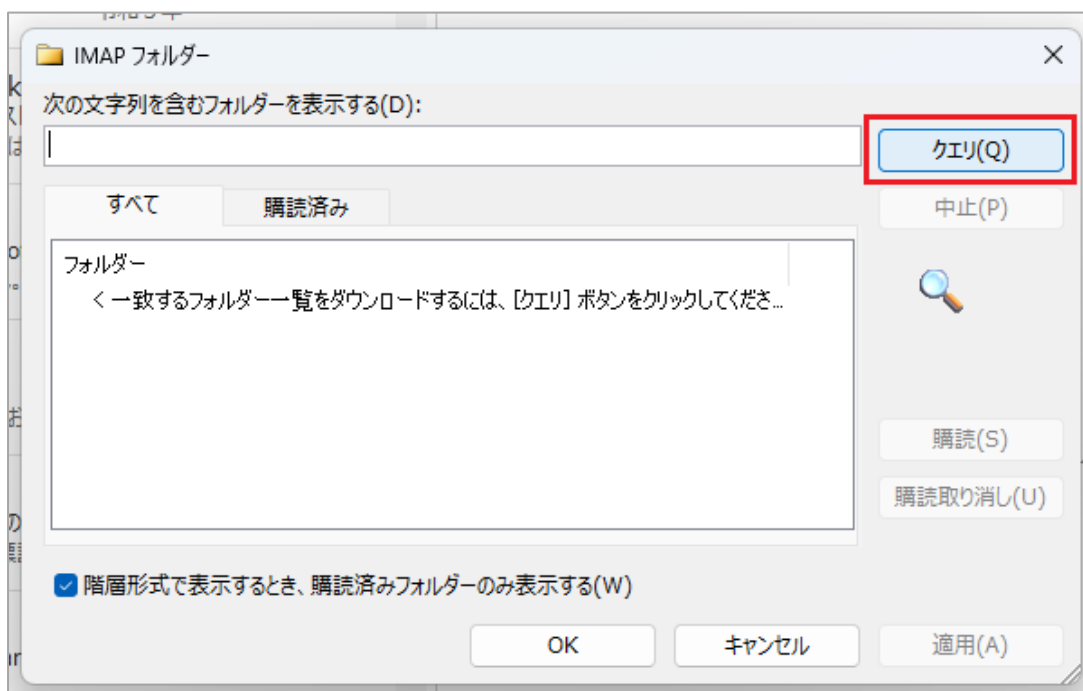 IMAP フォルダー
次の文字列を含むフォルダーを表示する(D):
クエリ(Q)
すべて
購読済み
中止(P)
フォルダー
< 一致するフォルダー一覧をダウンロードするには、[クエリ] ボタンをクリックしてくださ...
購読(S)
購読取り消し(U)
階層形式で表示するとき、購読済みフォルダーのみ表示する(W)
OK
キャンセル
適用(A)